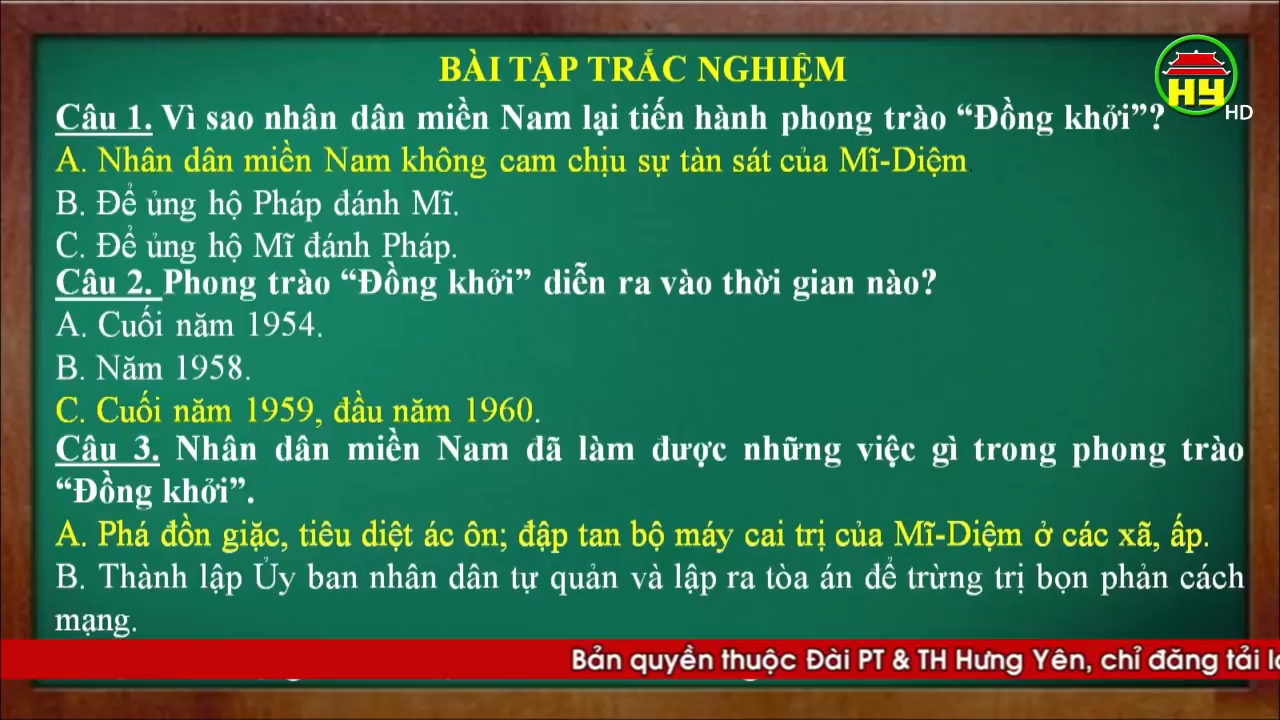 BÀI TẬP TRẮC NGHIỆM
HY
HD
Câu 1. Vì sao nhân dân miền Nam lại tiến hành phong trào “Đồng khởi”?
A. Nhân dân miền Nam không cam chịu sự tàn sát của Mĩ-Diệm.
B. Để ủng hộ Pháp đánh Mĩ.
C. Để ủng hộ Mĩ đánh Pháp.
Câu 2. Phong trào “Đồng khởi” diễn ra vào thời gian nào?
A. Cuối năm 1954.
B. Năm 1958.
C. Cuối năm 1959, đầu năm 1960.
Câu 3. Nhân dân miền Nam đã làm được những việc gì trong phong trào
“Đồng khởi”.
A. Phá đồn giặc, tiêu diệt ác ôn; đập tan bộ máy cai trị của Mĩ-Diệm ở các xã, ấp.
B. Thành lập Ủy ban nhân dân tự quản và lập ra tòa án để trừng trị bọn phản cách
mạng.
Bản quyền thuộc Đài PT & TH Hưng Yên, chỉ đăng tải